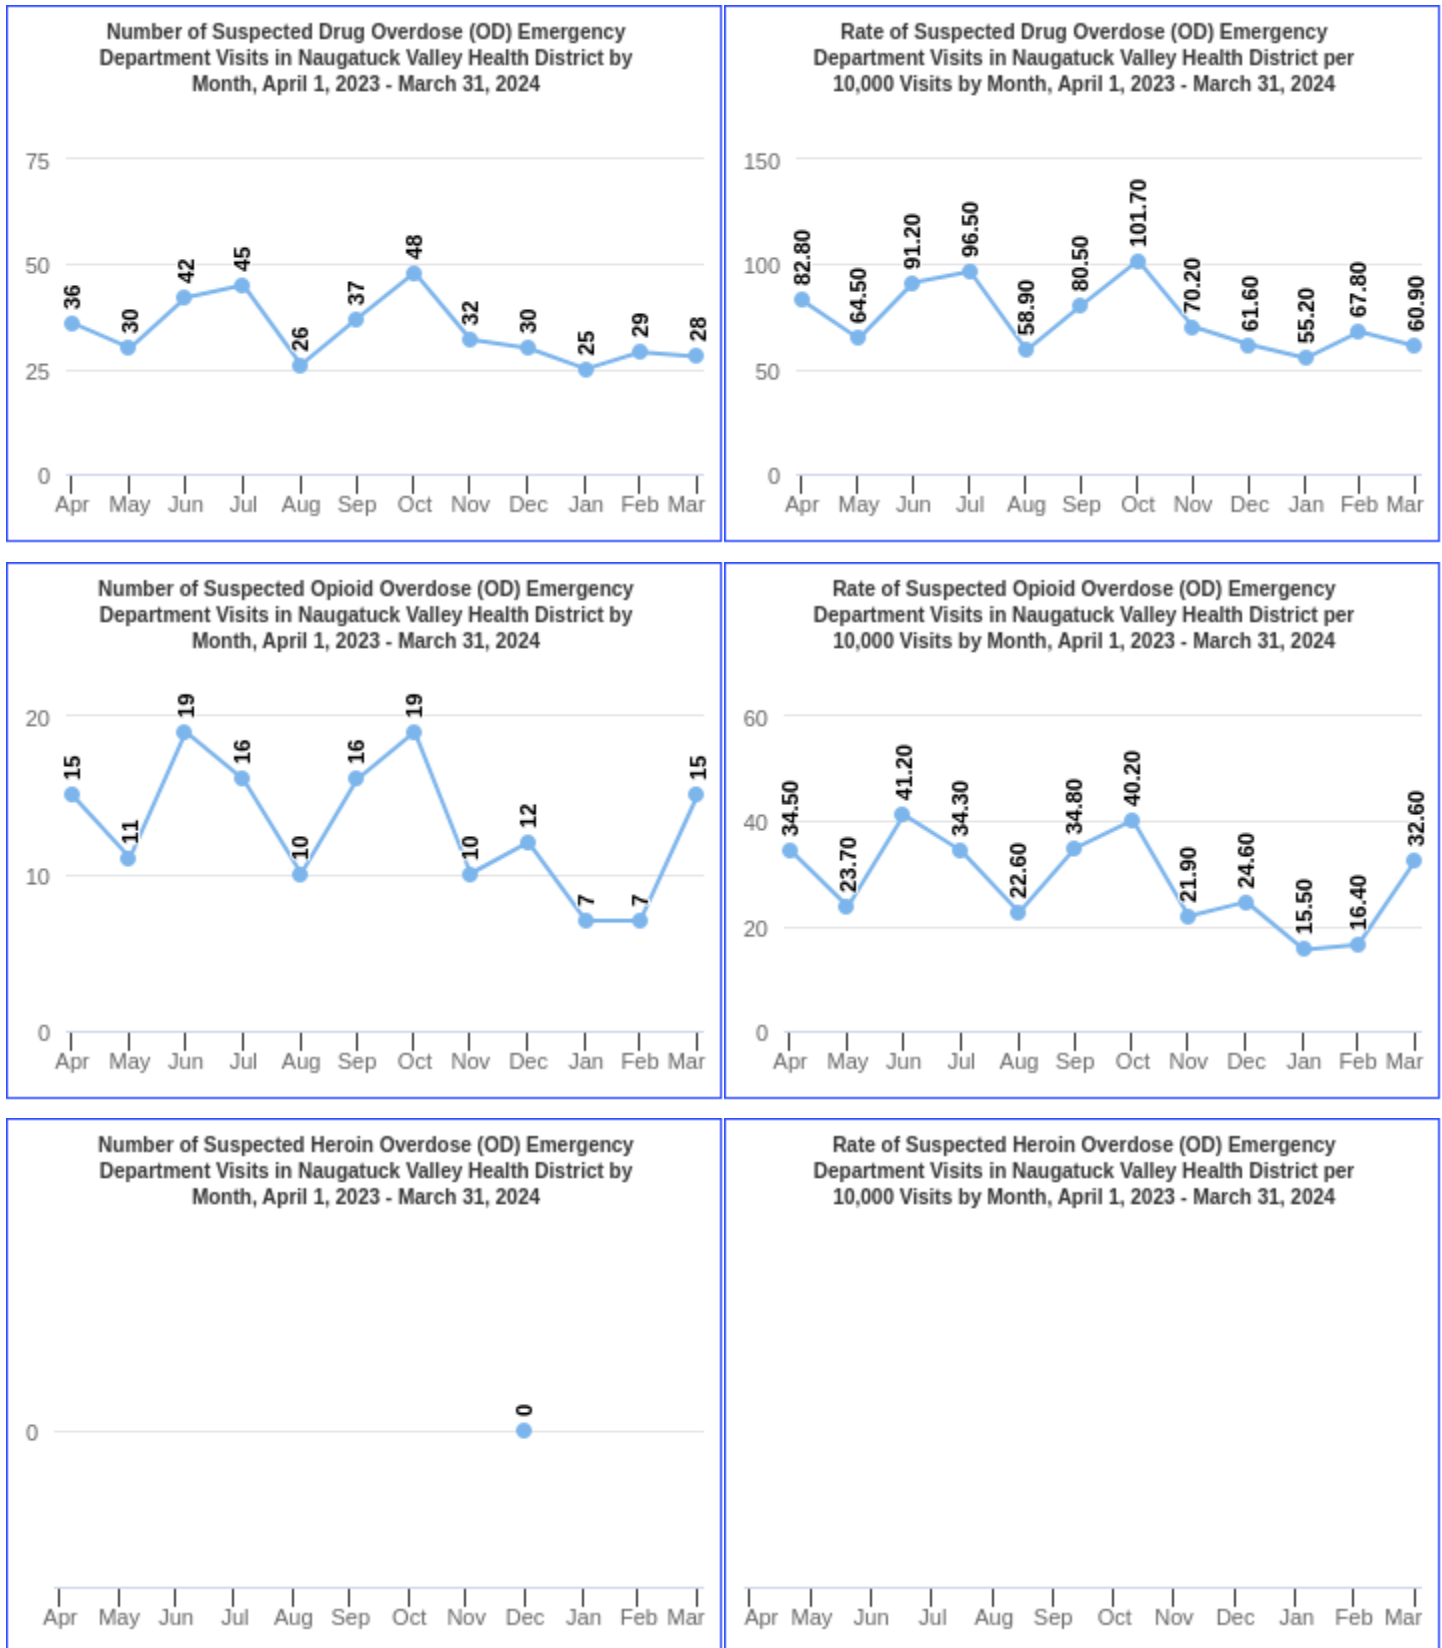 Number of Suspected Drug Overdose (OD) Emergency
Department Visits in Naugatuck Valley Health District by
Month, April 1, 2023 - March 31, 2024
75
50
25
0
36
30
42
45
26
37
48
32
30
25
29
28
Apr May Jun Jul Aug Sep Oct Nov Dec Jan Feb Mar
Rate of Suspected Drug Overdose (OD) Emergency
Department Visits in Naugatuck Valley Health District per
10,000 Visits by Month, April 1, 2023 - March 31, 2024
150
100
50
0
82.80
64.50
91.20
96.50
58.90
80.50
101.70
70.20
61.60
55.20
67.80
60.90
Apr May Jun Jul Aug Sep Oct Nov Dec Jan Feb Mar
Number of Suspected Opioid Overdose (OD) Emergency
Department Visits in Naugatuck Valley Health District by
Month, April 1, 2023 - March 31, 2024
20
10
0
15
11
19
16
10
16
19
10
12
7
7
15
Apr May Jun Jul Aug Sep Oct Nov Dec Jan Feb Mar
Rate of Suspected Opioid Overdose (OD) Emergency
Department Visits in Naugatuck Valley Health District per
10,000 Visits by Month, April 1, 2023 - March 31, 2024
60
40
20
0
34.50
23.70
41.20
34.30
22.60
34.80
40.20
21.90
24.60
15.50
16.40
32.60
Apr May Jun Jul Aug Sep Oct Nov Dec Jan Feb Mar
Number of Suspected Heroin Overdose (OD) Emergency
Department Visits in Naugatuck Valley Health District by
Month, April 1, 2023 - March 31, 2024
0
0
Apr May Jun Jul Aug Sep Oct Nov Dec Jan Feb Mar
Rate of Suspected Heroin Overdose (OD) Emergency
Department Visits in Naugatuck Valley Health District per
10,000 Visits by Month, April 1, 2023 - March 31, 2024
Apr May Jun Jul Aug Sep Oct Nov Dec Jan Feb Mar